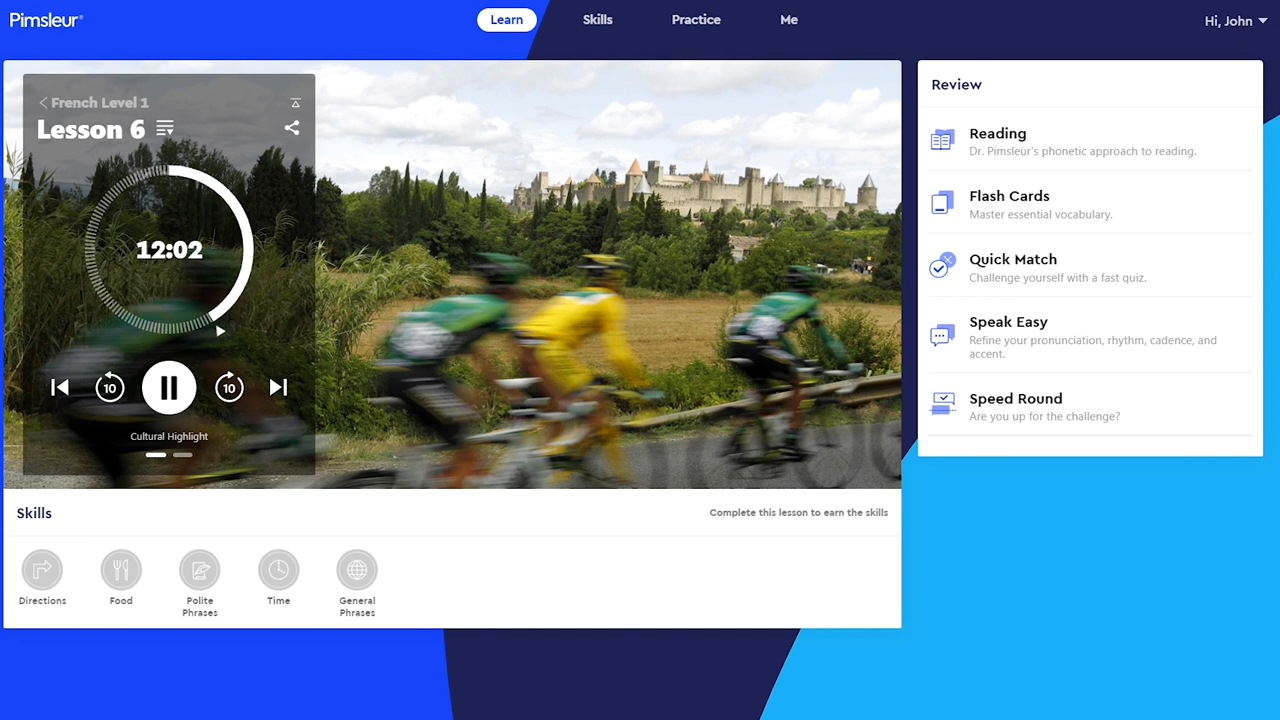 Pimsleur®
Learn
Skills
Practice
Me
Hi, John
French Level 1
Lesson 6
12:02
10
10
Cultural Highlight
Review
Reading
Dr. Pimsleur's phonetic approach to reading.
Flash Cards
Master essential vocabulary.
Quick Match
Challenge yourself with a fast quiz.
Speak Easy
Refine your pronunciation, rhythm, cadence, and
accent.
Speed Round
Are you up for the challenge?
Skills
Complete this lesson to earn the skills
Directions
Food
Polite
Phrases
Time
General
Phrases